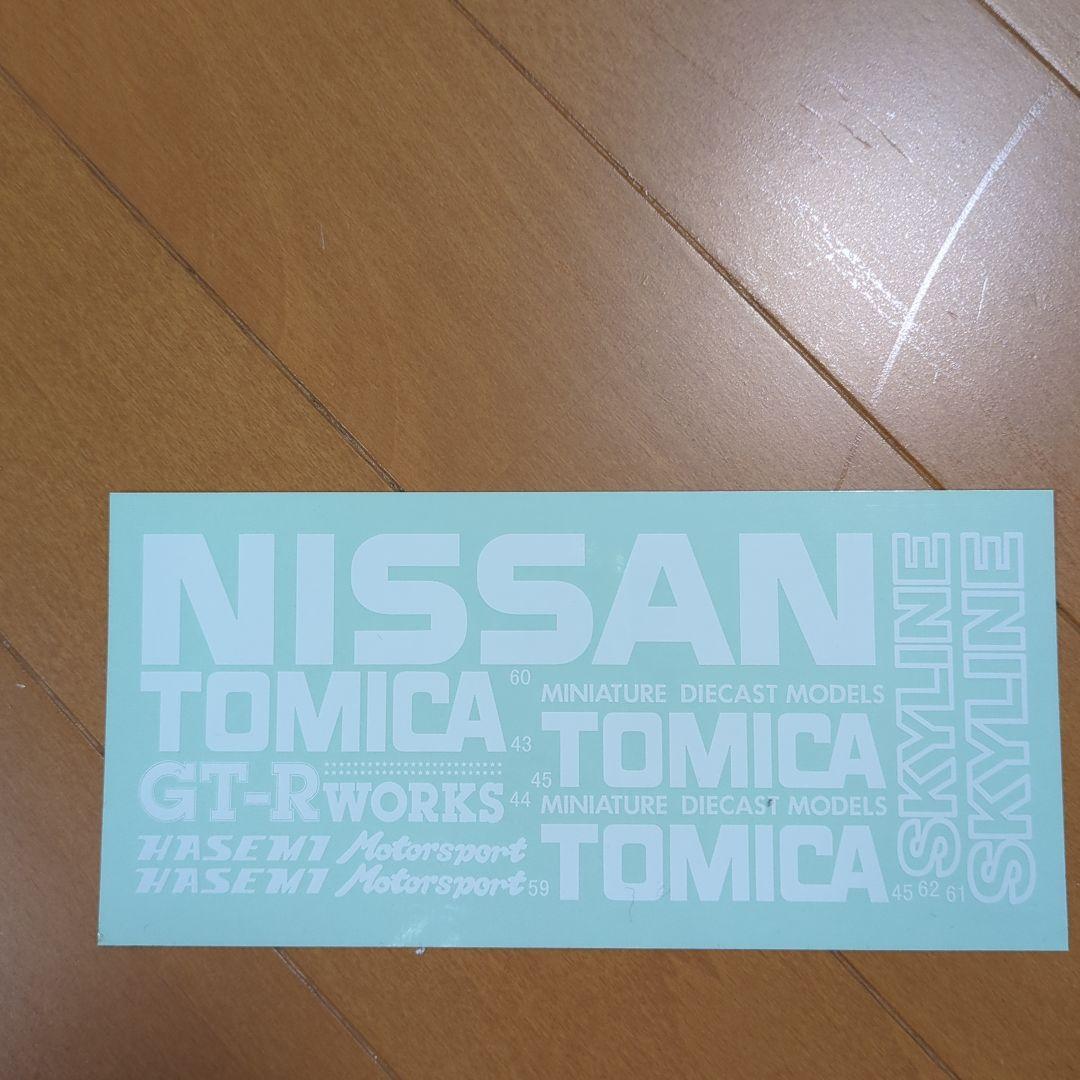 NISSAN
TOMICA
60
43
GT-R WORKS
44
HASEMI Motorsport
HASEMI Motorsport
59
MINIATURE DIECAST MODELS
TOMICA
45
MINIATURE DIECAST MODELS
TOMICA
45
SKYLINE
62
SKYLINE
61